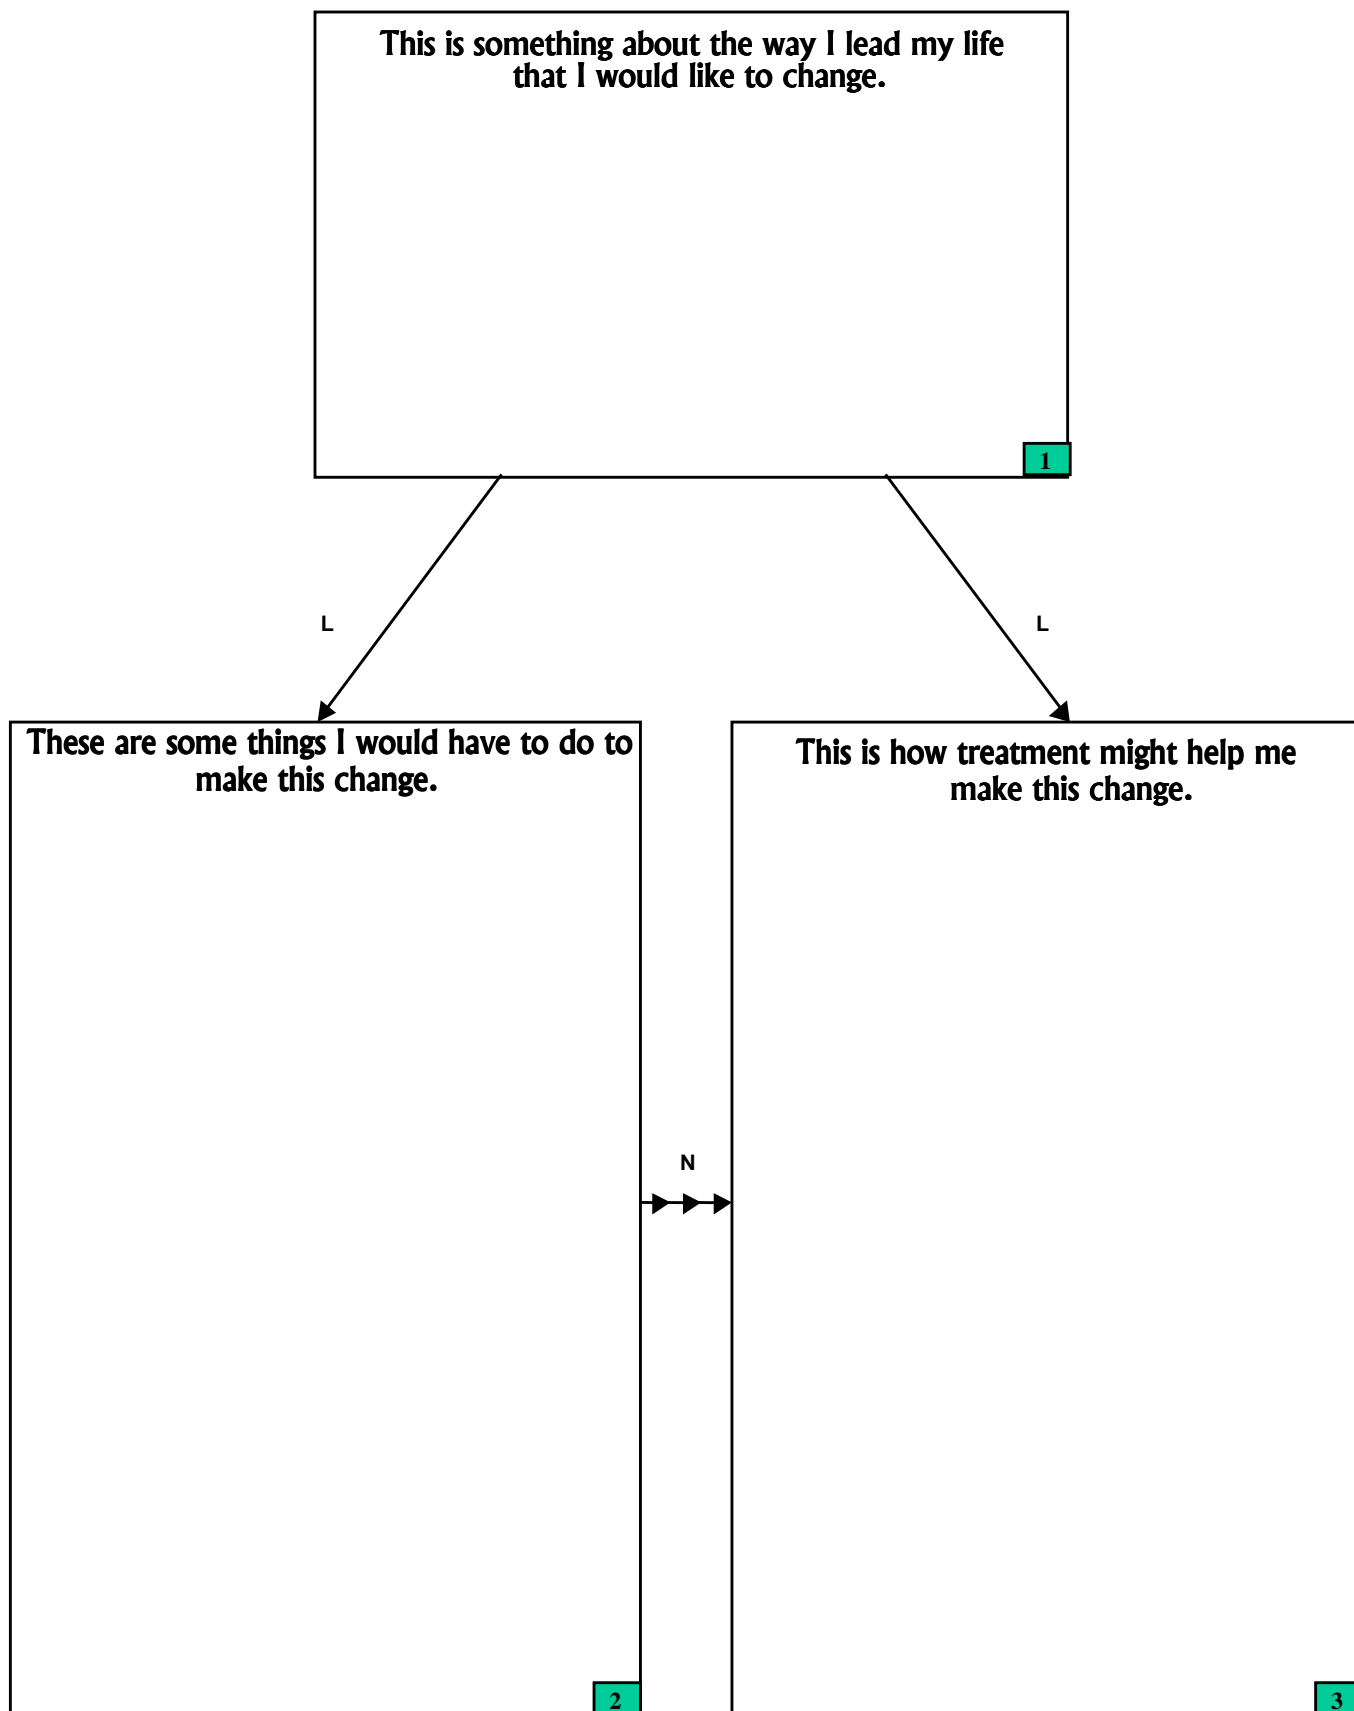 This is something about the way I lead my life
that I would like to change.
1
L
L
These are some things I would have to do to
make this change.
This is how treatment might help me
make this change.
N
2
3